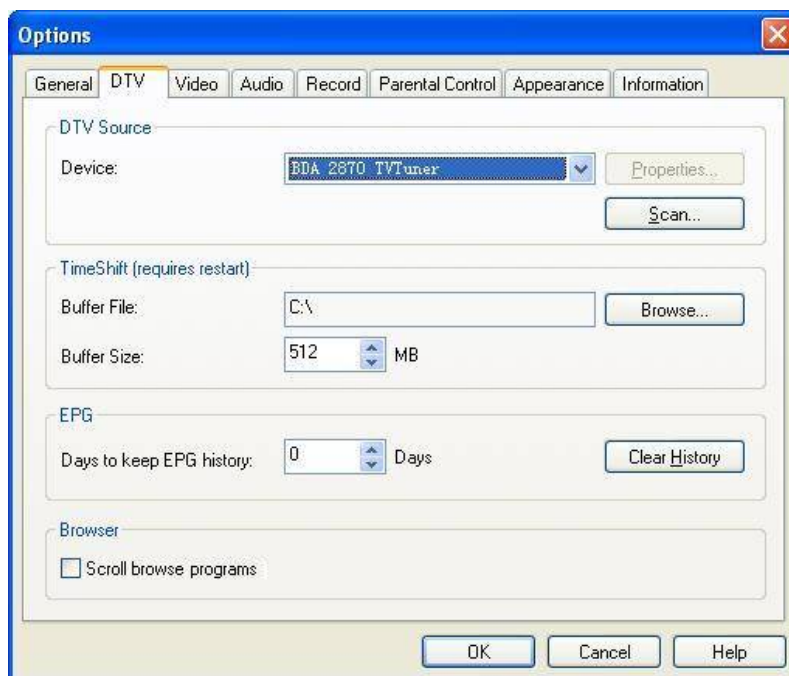 Options
General DTV Video Audio Record Parental Control Appearance Information
DTV Source
Device: BDA 2870 TVTuner Properties...
Scan...
TimeShift (requires restart)
Buffer File: C:\ Browse...
Buffer Size: 512 MB
EPG
Days to keep EPG history: 0 Days Clear History
Browser
Scroll browse programs
OK Cancel Help